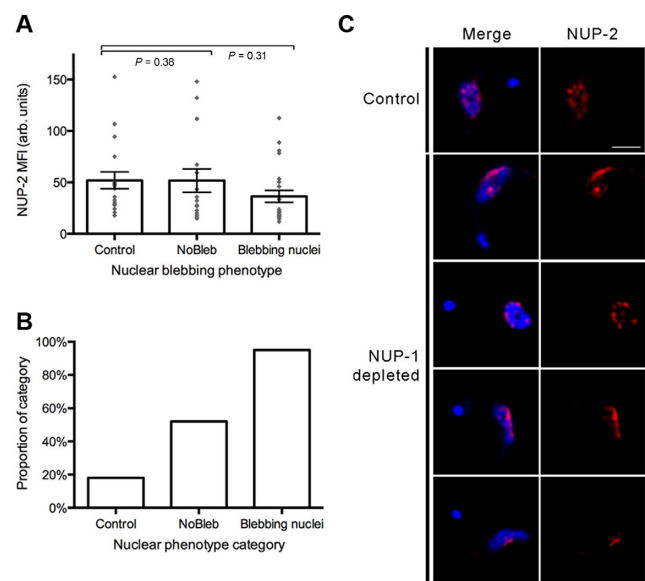 A
P = 0.38
P = 0.31
NUP-2 MFI (arb. units)
150
100
50
0
Control
NoBleb
Blebbing nuclei
Nuclear blebbing phenotype
B
Proportion of category
100%
80%
60%
40%
20%
0%
Control
NoBleb
Blebbing nuclei
Nuclear phenotype category
C
Merge
NUP-2
Control
NUP-1
depleted